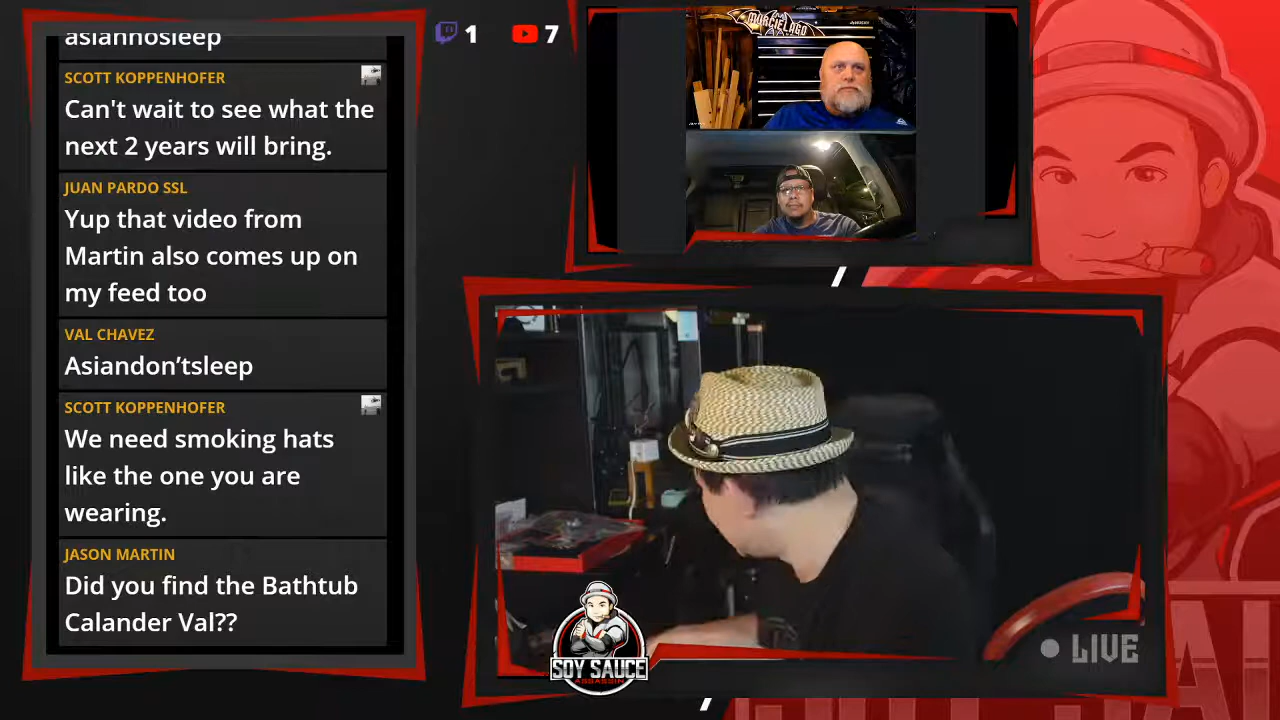 asiannosleep
SCOTT KOPPENHOFER
Can't wait to see what the
next 2 years will bring.
JUAN PARDO SSL
Yup that video from
Martin also comes up on
my feed too
VAL CHAVEZ
Asiandon’tsleep
SCOTT KOPPENHOFER
We need smoking hats
like the one you are
wearing.
JASON MARTIN
Did you find the Bathtub
Calander Val??
1
7
MURCIELAGO
SOY SAUCE
ASSASSIN
LIVE